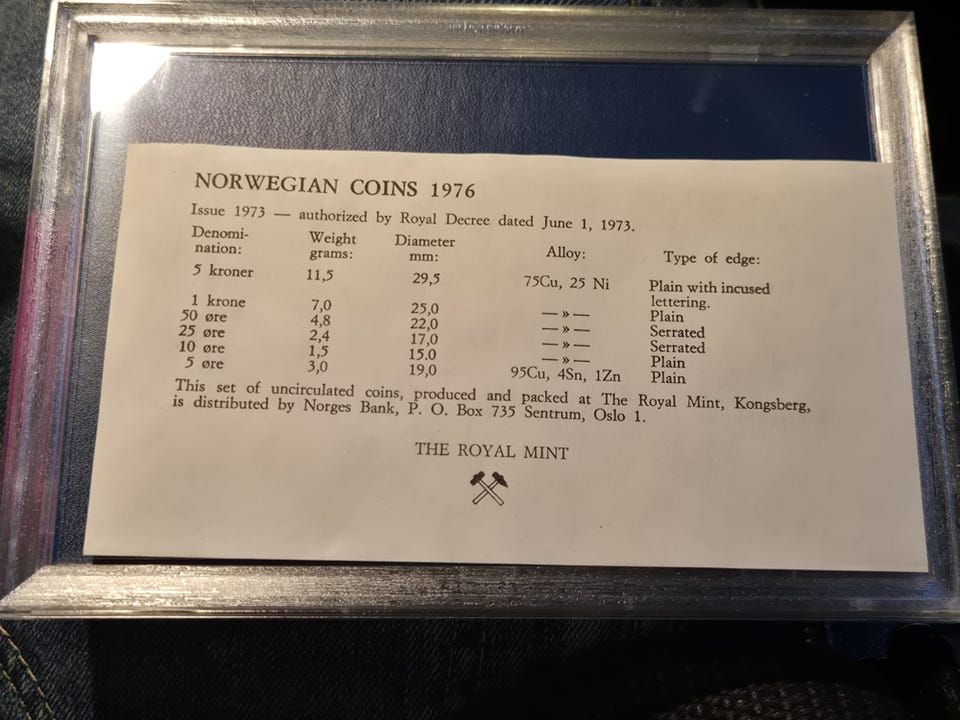 NORWEGIAN COINS 1976
Issue 1973 — authorized by Royal Decree dated June 1, 1973.
Denomi- Weight Diameter Alloy: Type of edge:
nation: grams: mm:
5 kroner 11,5 29,5 75Cu, 25 Ni Plain with incused
lettering.
1 krone 7,0 25,0 — » — Plain
50 øre 4,8 22,0 — » — Serrated
25 øre 2,4 17,0 — » — Serrated
10 øre 1,5 15.0 — » — Plain
5 øre 3,0 19,0 95Cu, 4Sn, 1Zn Plain
This set of uncirculated coins, produced and packed at The Royal Mint, Kongsberg,
is distributed by Norges Bank, P. O. Box 735 Sentrum, Oslo 1.
THE ROYAL MINT